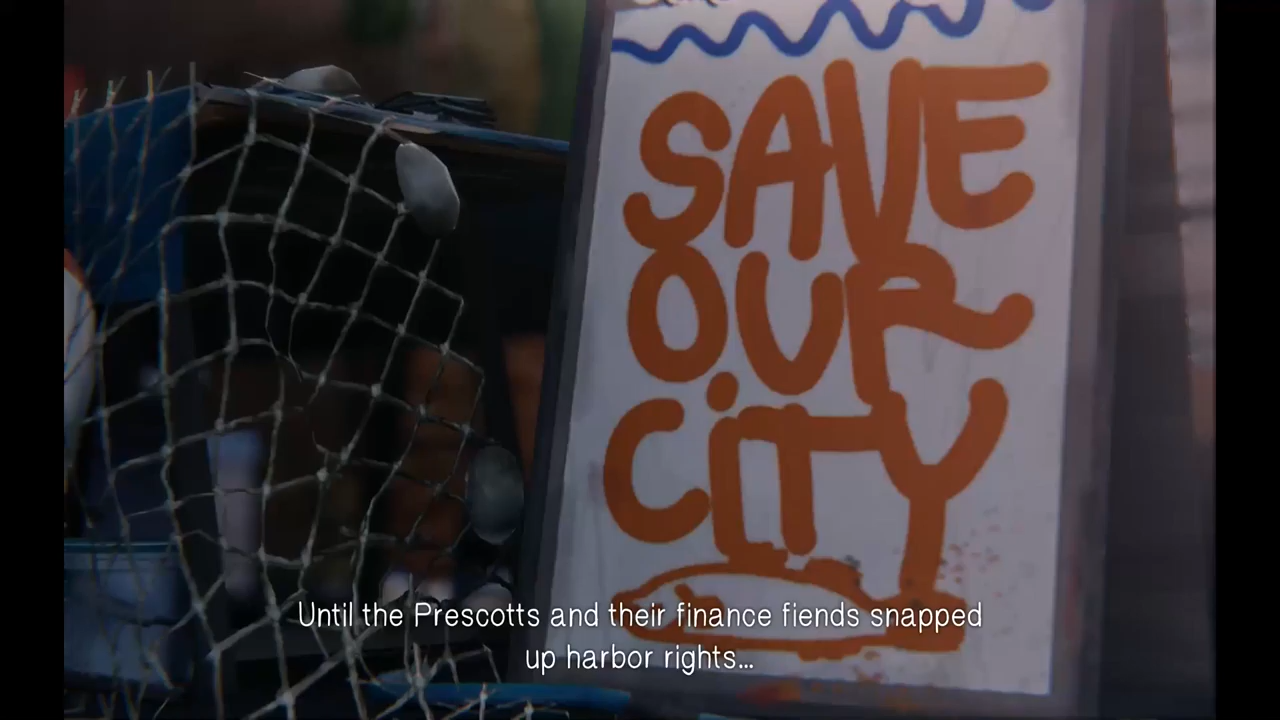 SAVE
OUR
CiTY
Until the Prescotts and their finance fiends snapped
up harbor rights...